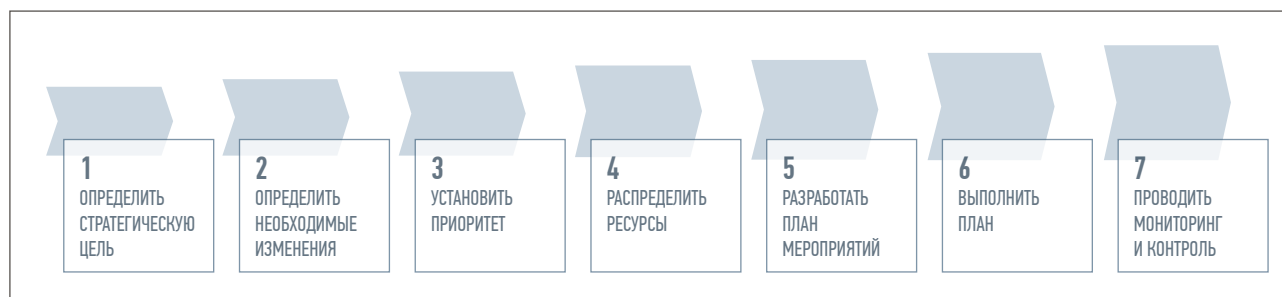 1
ОПРЕДЕЛИТЬ
СТРАТЕГИЧЕСКУЮ
ЦЕЛЬ
2
ОПРЕДЕЛИТЬ
НЕОБХОДИМЫЕ
ИЗМЕНЕНИЯ
3
УСТАНОВИТЬ
ПРИОРИТЕТ
4
РАСПРЕДЕЛИТЬ
РЕСУРСЫ
5
РАЗРАБОТАТЬ
ПЛАН
МЕРОПРИЯТИЙ
6
ВЫПОЛНИТЬ
ПЛАН
7
ПРОВОДИТЬ
МОНИТОРИНГ
И КОНТРОЛЬ